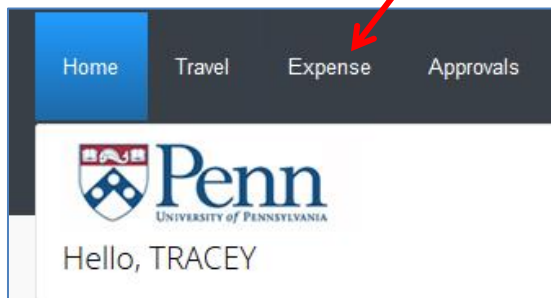 Home Travel Expense Approvals
Penn
UNIVERSITY of PENNSYLVANIA
Hello, TRACEY